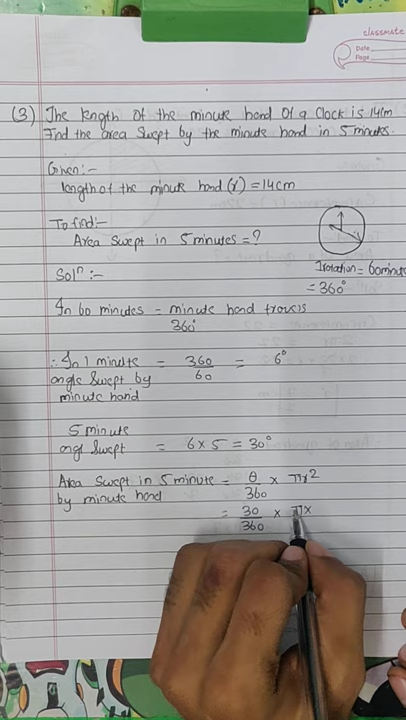 classmate
Date
Page
(3) The length of the minute hand of a clock is 14cm
Find the area swept by the minute hand in 5 minutes.
Given:-
length of the minute hand (r) = 14cm
To find:-
Area swept in 5 minutes = ?
1 rotation = 60 minute
= 360°
Solⁿ :-
In 60 minutes = minute hand travels
360°
∴ In 1 minute = 360/60 = 6°
angle swept by
minute hand
5 minute
angl swept = 6 × 5 = 30°
Area swept in 5 minute = θ/360 × πr²
by minute hand
= 30/360 × π×